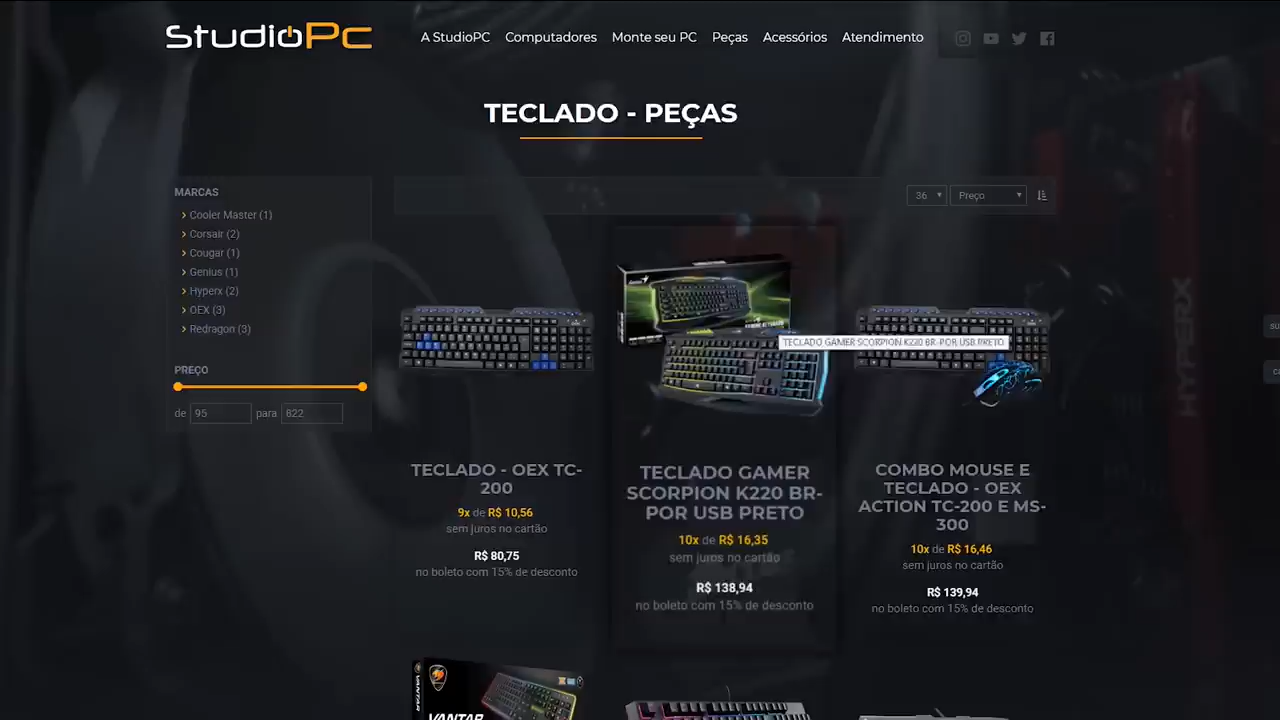 StudioPc
A StudioPC Computadores Monte seu PC Peças Acessórios Atendimento
TECLADO - PEÇAS
MARCAS
Cooler Master (1)
Corsair (2)
Cougar (1)
Genius (1)
Hyperx (2)
OEX (3)
Redragon (3)
PREÇO
de 95 para 822
36 Preço
TECLADO - OEX TC-
200
9x de R$ 10,56
sem juros no cartão
R$ 80,75
no boleto com 15% de desconto
TECLADO GAMER SCORPION K220 BR-POR USB PRETO
TECLADO GAMER
SCORPION K220 BR-
POR USB PRETO
10x de R$ 16,35
sem juros no cartão
R$ 138,94
no boleto com 15% de desconto
COMBO MOUSE E
TECLADO - OEX
ACTION TC-200 E MS-
300
10x de R$ 16,46
sem juros no cartão
R$ 139,94
no boleto com 15% de desconto
HYPERX
VANTAR
VANTAR